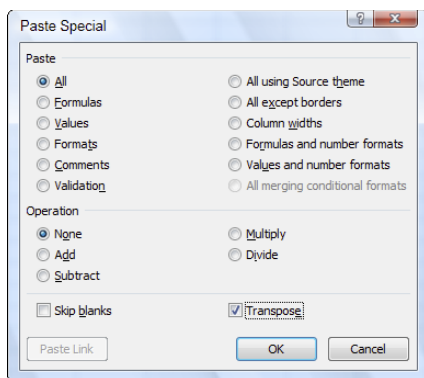 Paste Special
Paste
All
All using Source theme
Formulas
All except borders
Values
Column widths
Formats
Formulas and number formats
Comments
Values and number formats
Validation
All merging conditional formats
Operation
None
Multiply
Add
Divide
Subtract
Skip blanks
Transpose
Paste Link
OK
Cancel